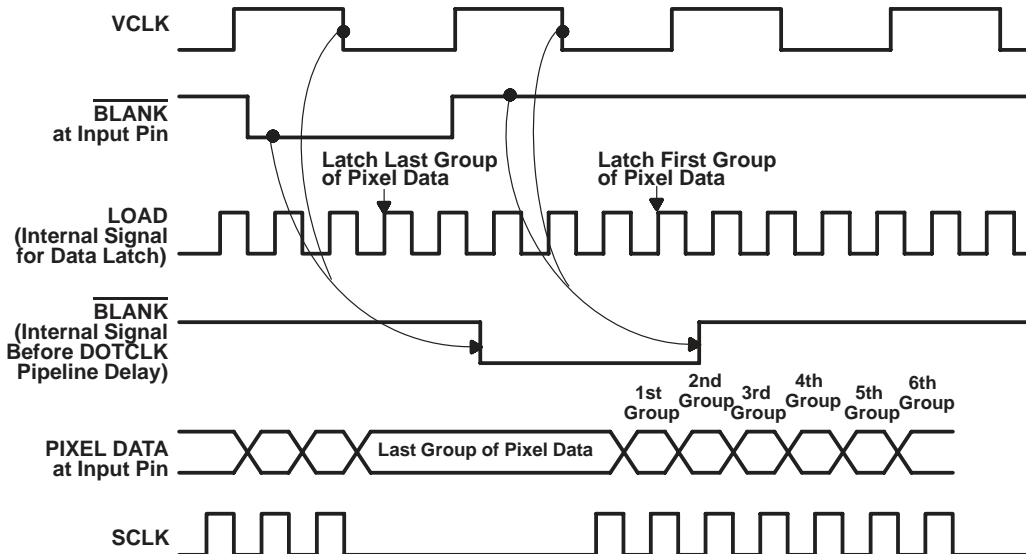 VCLK
BLANK
at Input Pin
Latch Last Group
of Pixel Data
Latch First Group
of Pixel Data
LOAD
(Internal Signal
for Data Latch)
BLANK
(Internal Signal
Before DOTCLK
Pipeline Delay)
1st
Group
2nd
Group
3rd
Group
4th
Group
5th
Group
6th
Group
PIXEL DATA
at Input Pin
Last Group of Pixel Data
SCLK